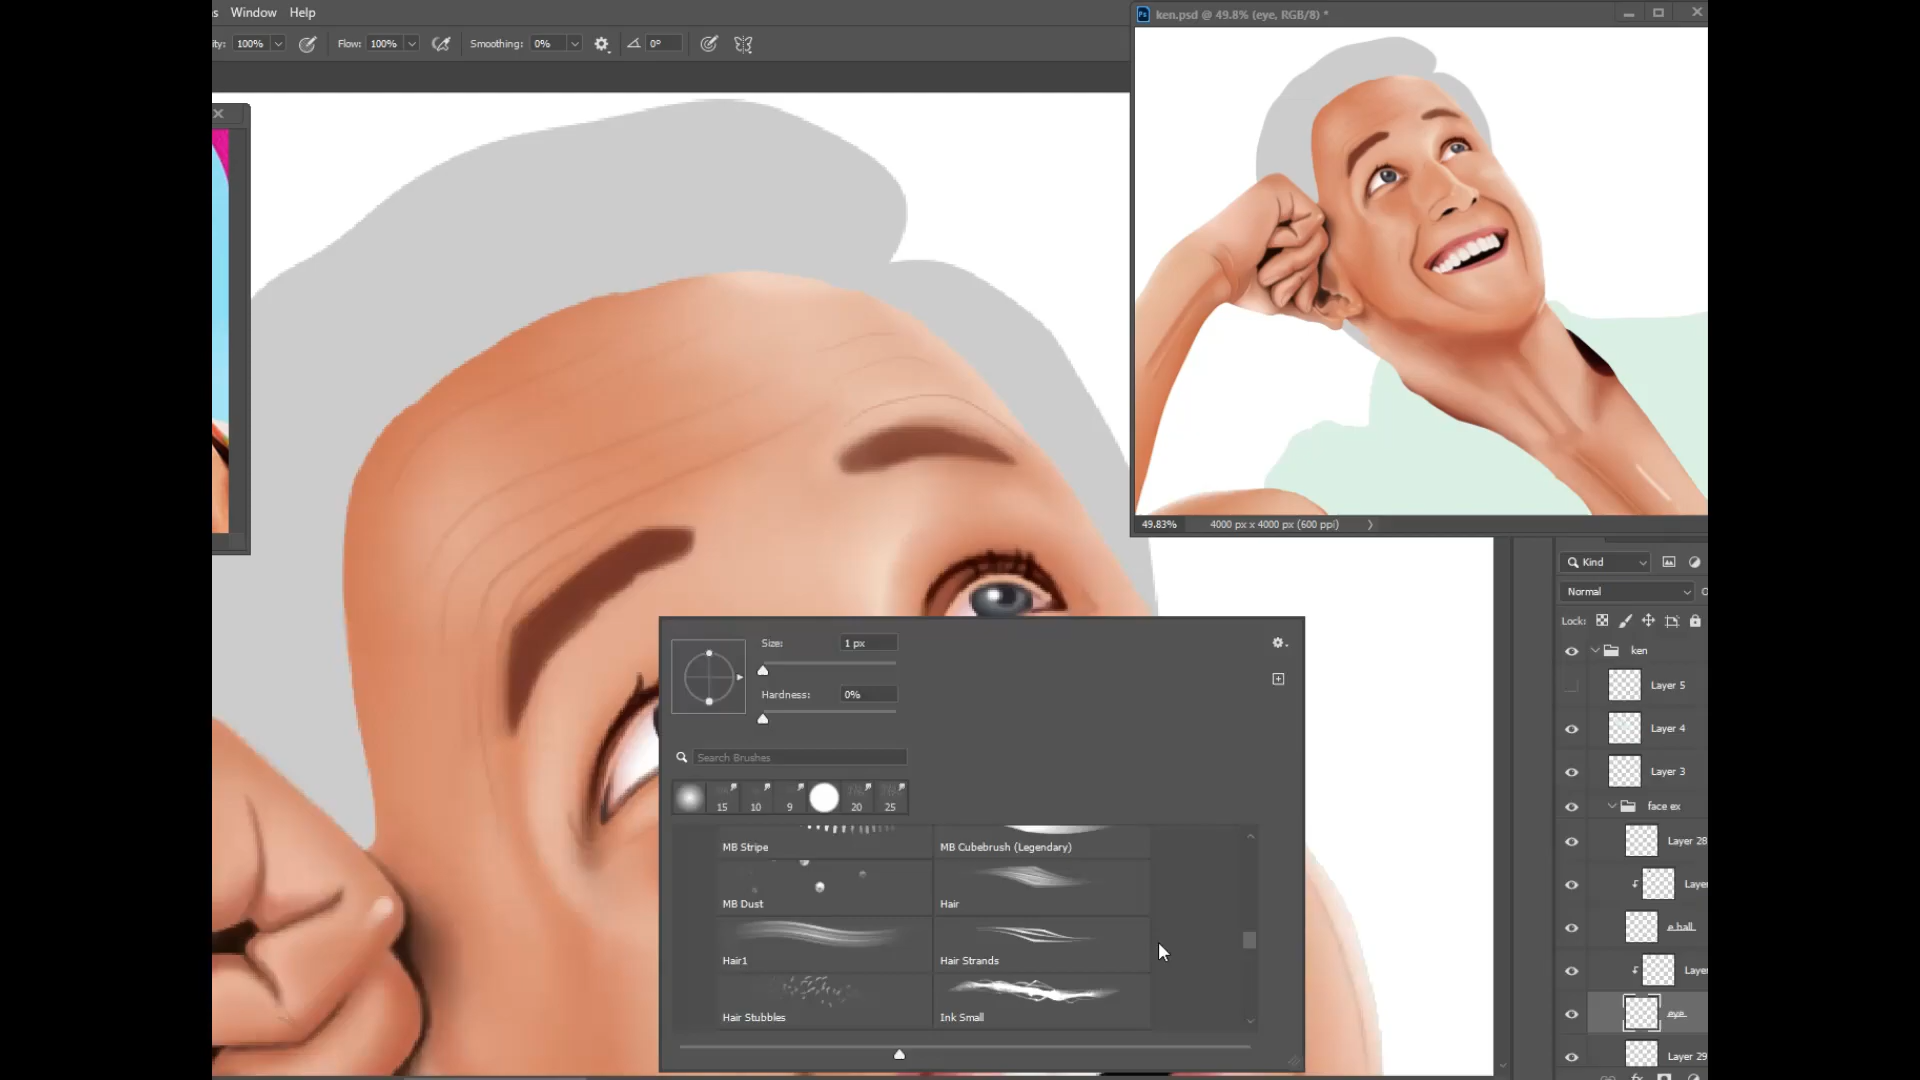 Window Help
100% Flow: 100% Smoothing: 0% 0°
ken.psd @ 49.8% (eye, RGB/8) *
49.83% 4000 px x 4000 px (600 ppi)
Kind
Normal
Lock:
ken
Layer 5
Layer 4
Layer 3
face ex
Layer 28
Laye
e.ball
Laye
eye
Layer 29
Size: 1 px
Hardness: 0%
Search Brushes
15 10 9 20 25
MB Stripe MB Cubebrush (Legendary)
MB Dust Hair
Hair1 Hair Strands
Hair Stubbles Ink Small